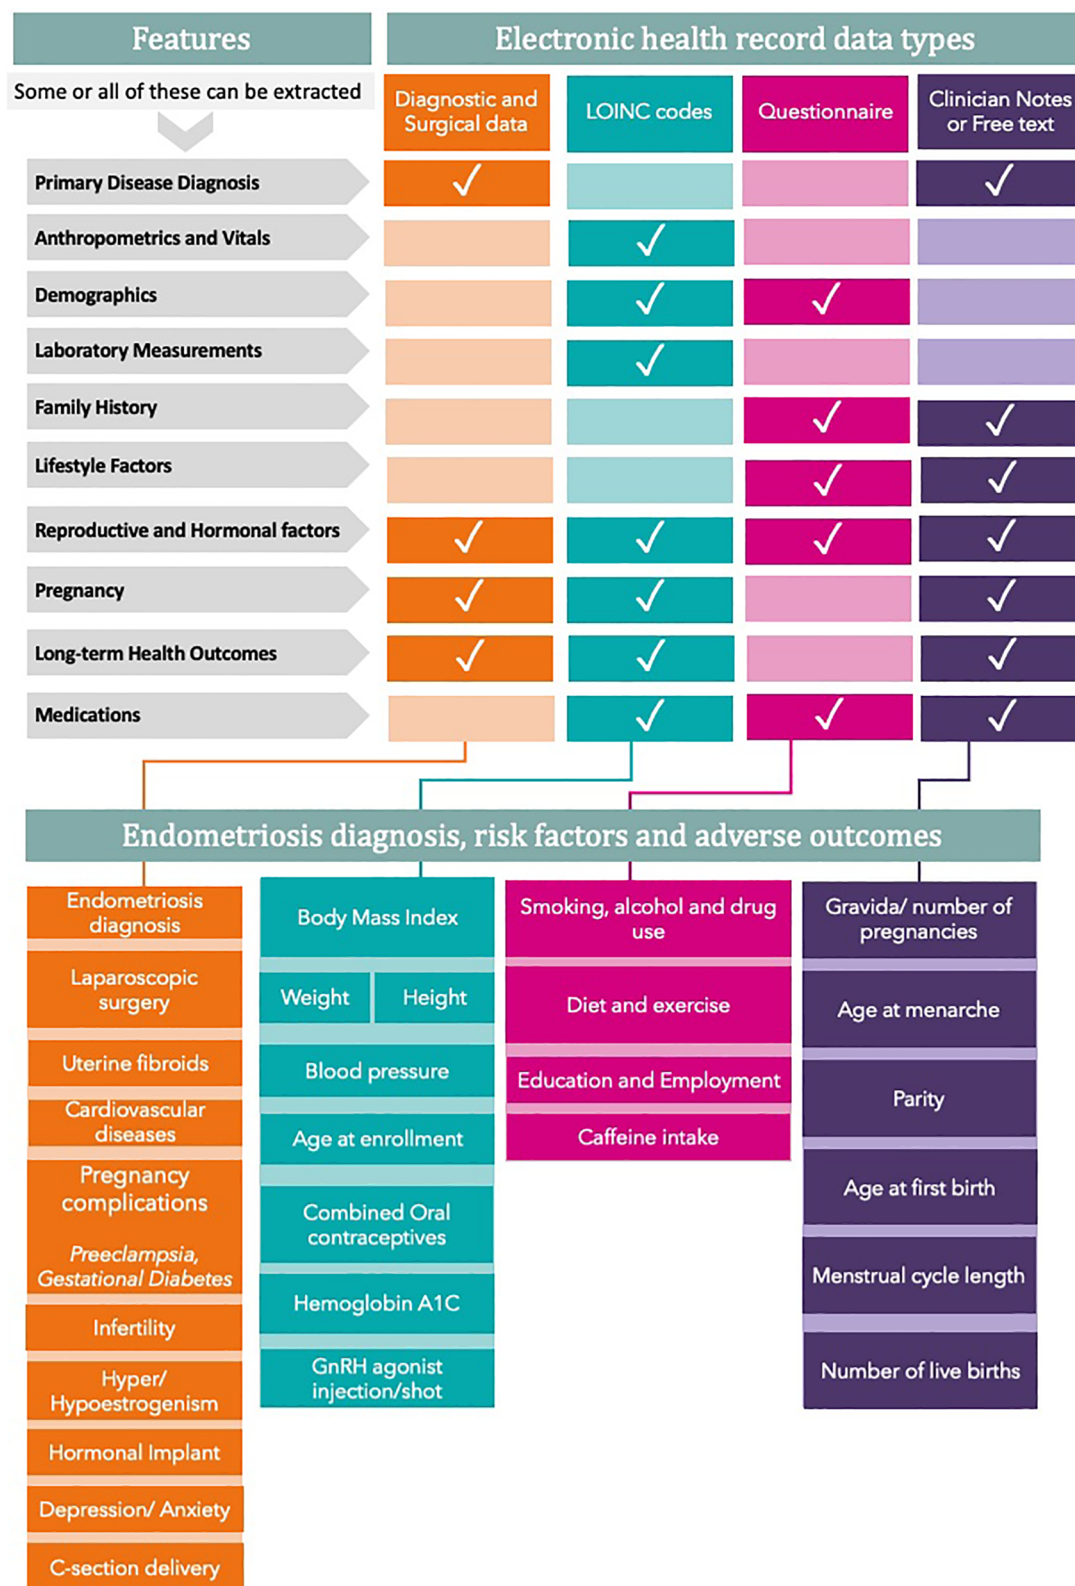 Features
Electronic health record data types
Some or all of these can be extracted
Diagnostic and
Surgical data
LOINC codes
Questionnaire
Clinician Notes
or Free text
Primary Disease Diagnosis
✓
✓
Anthropometrics and Vitals
✓
Demographics
✓
✓
Laboratory Measurements
✓
Family History
✓
✓
Lifestyle Factors
✓
✓
Reproductive and Hormonal factors
✓
✓
✓
✓
Pregnancy
✓
✓
✓
Long-term Health Outcomes
✓
✓
✓
Medications
✓
✓
✓
Endometriosis diagnosis, risk factors and adverse outcomes
Endometriosis
diagnosis
Laparoscopic
surgery
Uterine fibroids
Cardiovascular
diseases
Pregnancy
complications
Preeclampsia,
Gestational Diabetes
Infertility
Hyper/
Hypoestrogenism
Hormonal Implant
Depression/ Anxiety
C-section delivery
Body Mass Index
Weight
Height
Blood pressure
Age at enrollment
Combined Oral
contraceptives
Hemoglobin A1C
GnRH agonist
injection/shot
Smoking, alcohol and drug
use
Diet and exercise
Education and Employment
Caffeine intake
Gravida/ number of
pregnancies
Age at menarche
Parity
Age at first birth
Menstrual cycle length
Number of live births